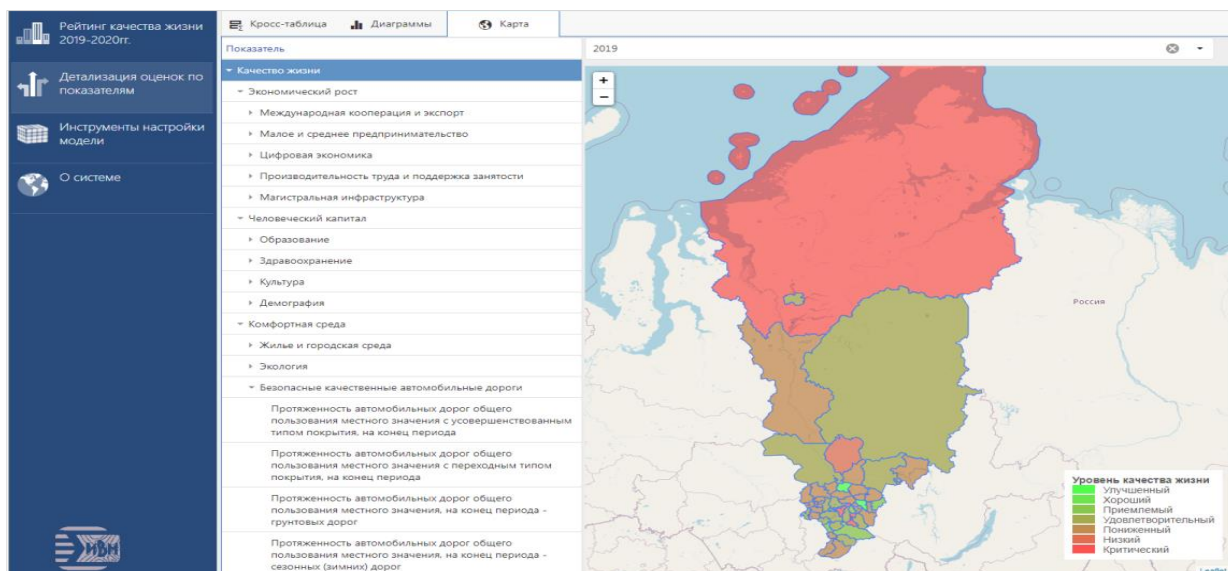 Рейтинг качества жизни
2019-2020гг.
Детализация оценок по
показателям
Инструменты настройки
модели
О системе
ИВМ
Кросс-таблица
Диаграммы
Карта
Показатель
Качество жизни
Экономический рост
Международная кооперация и экспорт
Малое и среднее предпринимательство
Цифровая экономика
Производительность труда и поддержка занятости
Магистральная инфраструктура
Человеческий капитал
Образование
Здравоохранение
Культура
Демография
Комфортная среда
Жилье и городская среда
Экология
Безопасные качественные автомобильные дороги
Протяженность автомобильных дорог общего
пользования местного значения с усовершенствованным
типом покрытия, на конец периода
Протяженность автомобильных дорог общего
пользования местного значения с переходным типом
покрытия, на конец периода
Протяженность автомобильных дорог общего
пользования местного значения, на конец периода -
грунтовых дорог
Протяженность автомобильных дорог общего
пользования местного значения, на конец периода -
сезонных (зимних) дорог
2019
+
−
Россия
Уровень качества жизни
Улучшенный
Хороший
Приемлемый
Удовлетворительный
Пониженный
Низкий
Критический
Leaflet